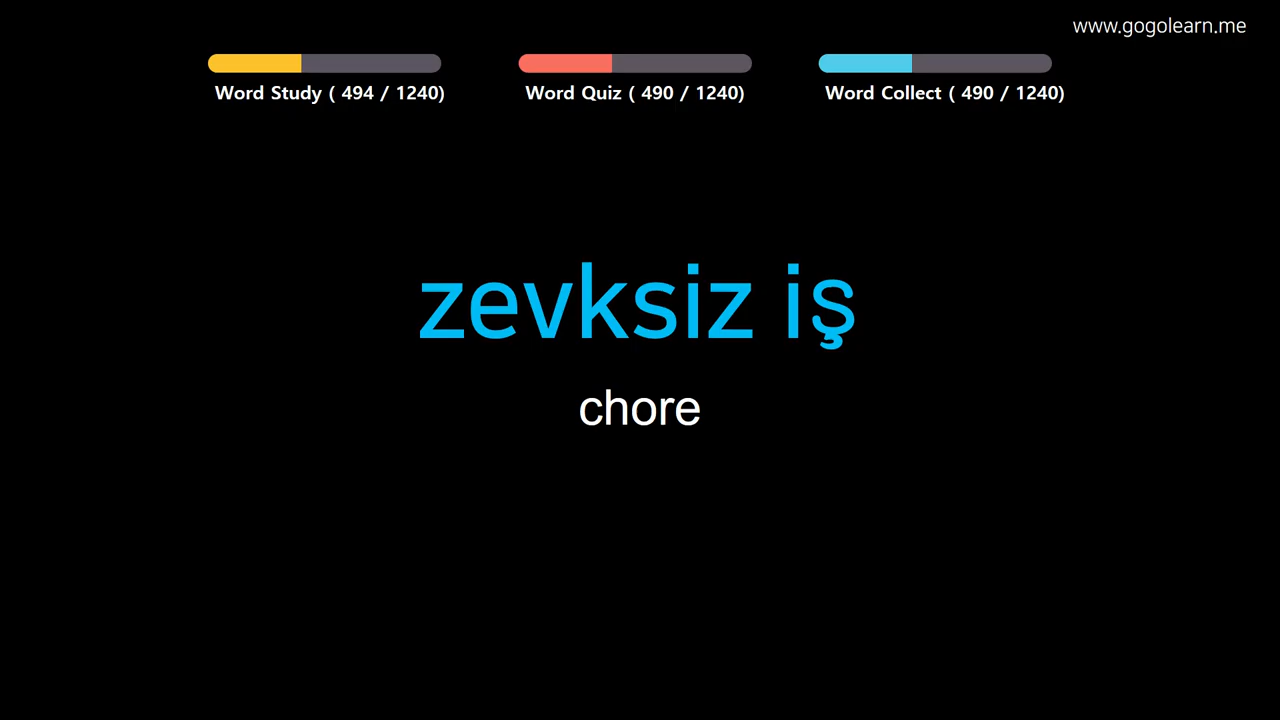 www.gogolearn.me
Word Study ( 494 / 1240)
Word Quiz ( 490 / 1240)
Word Collect ( 490 / 1240)
zevksiz iş
chore